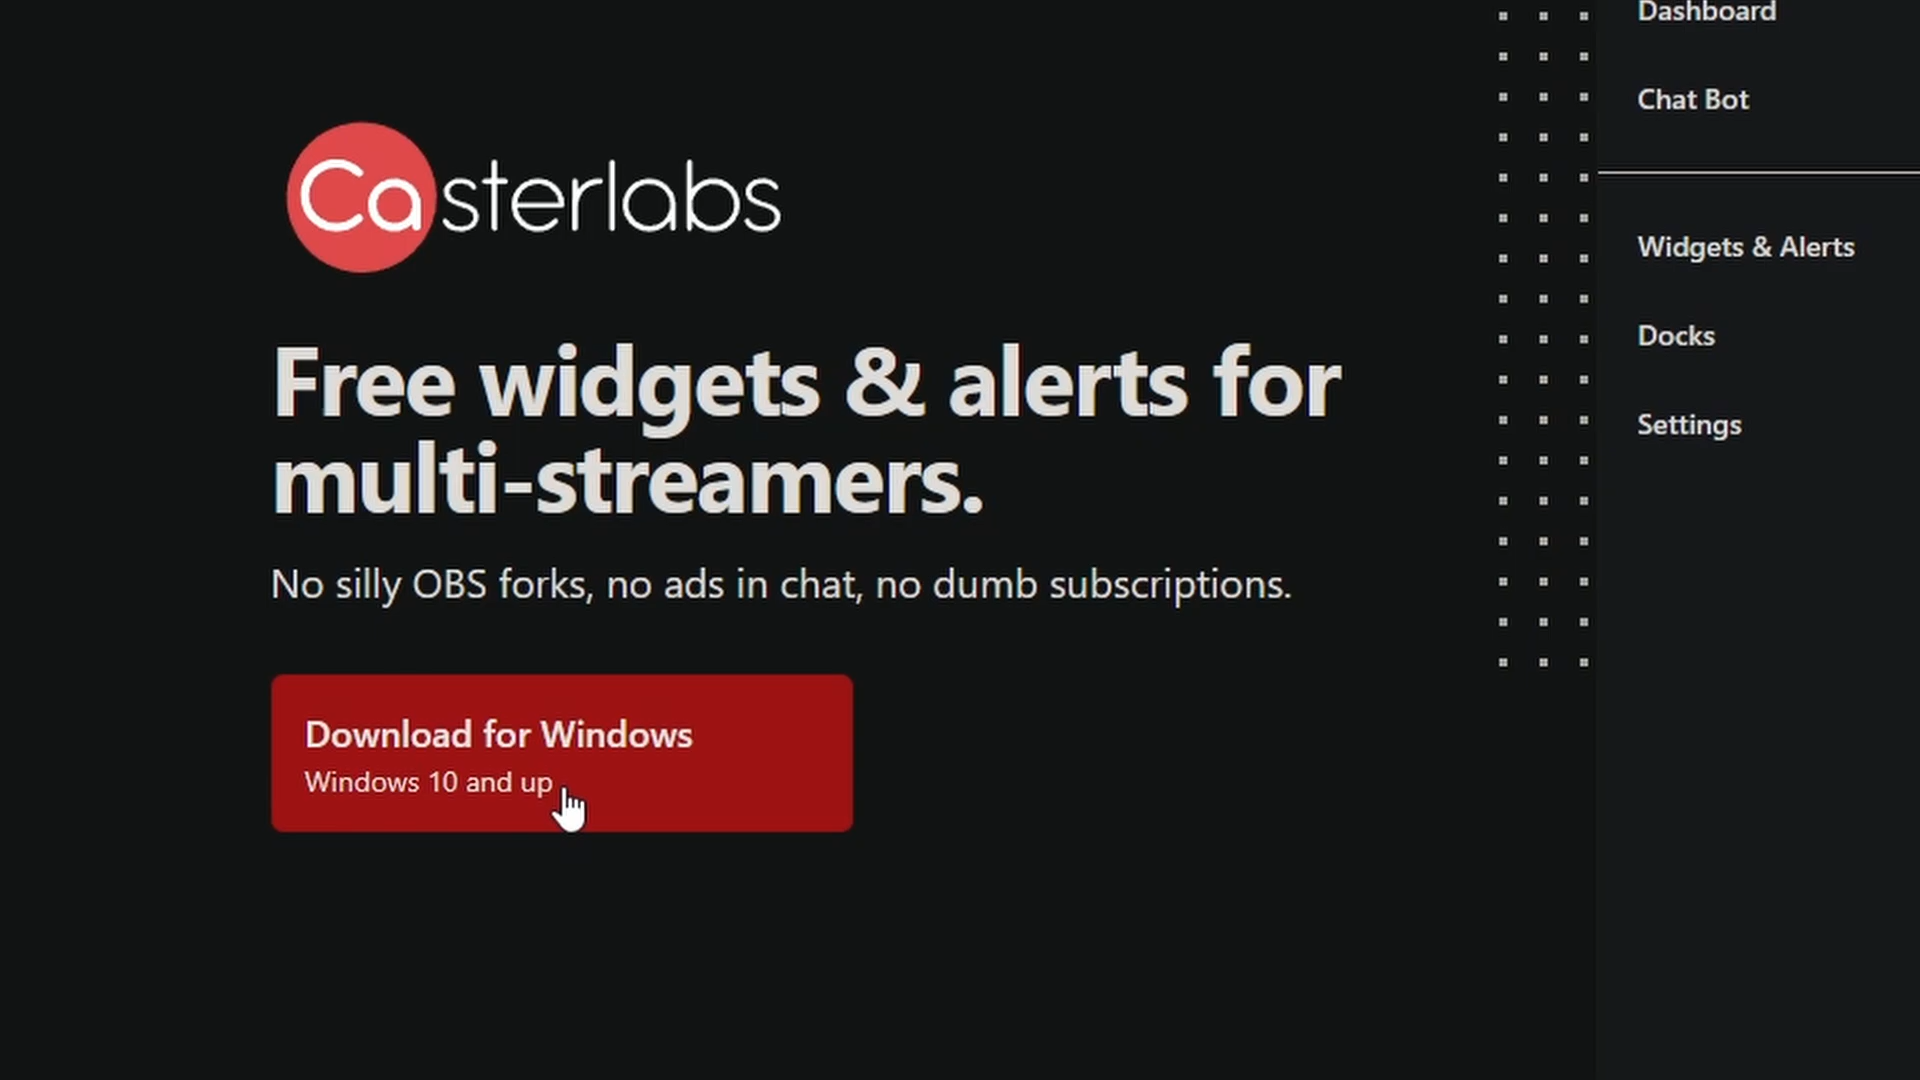 Casterlabs
Free widgets & alerts for
multi-streamers.
No silly OBS forks, no ads in chat, no dumb subscriptions.
Download for Windows
Windows 10 and up
Dashboard
Chat Bot
Widgets & Alerts
Docks
Settings